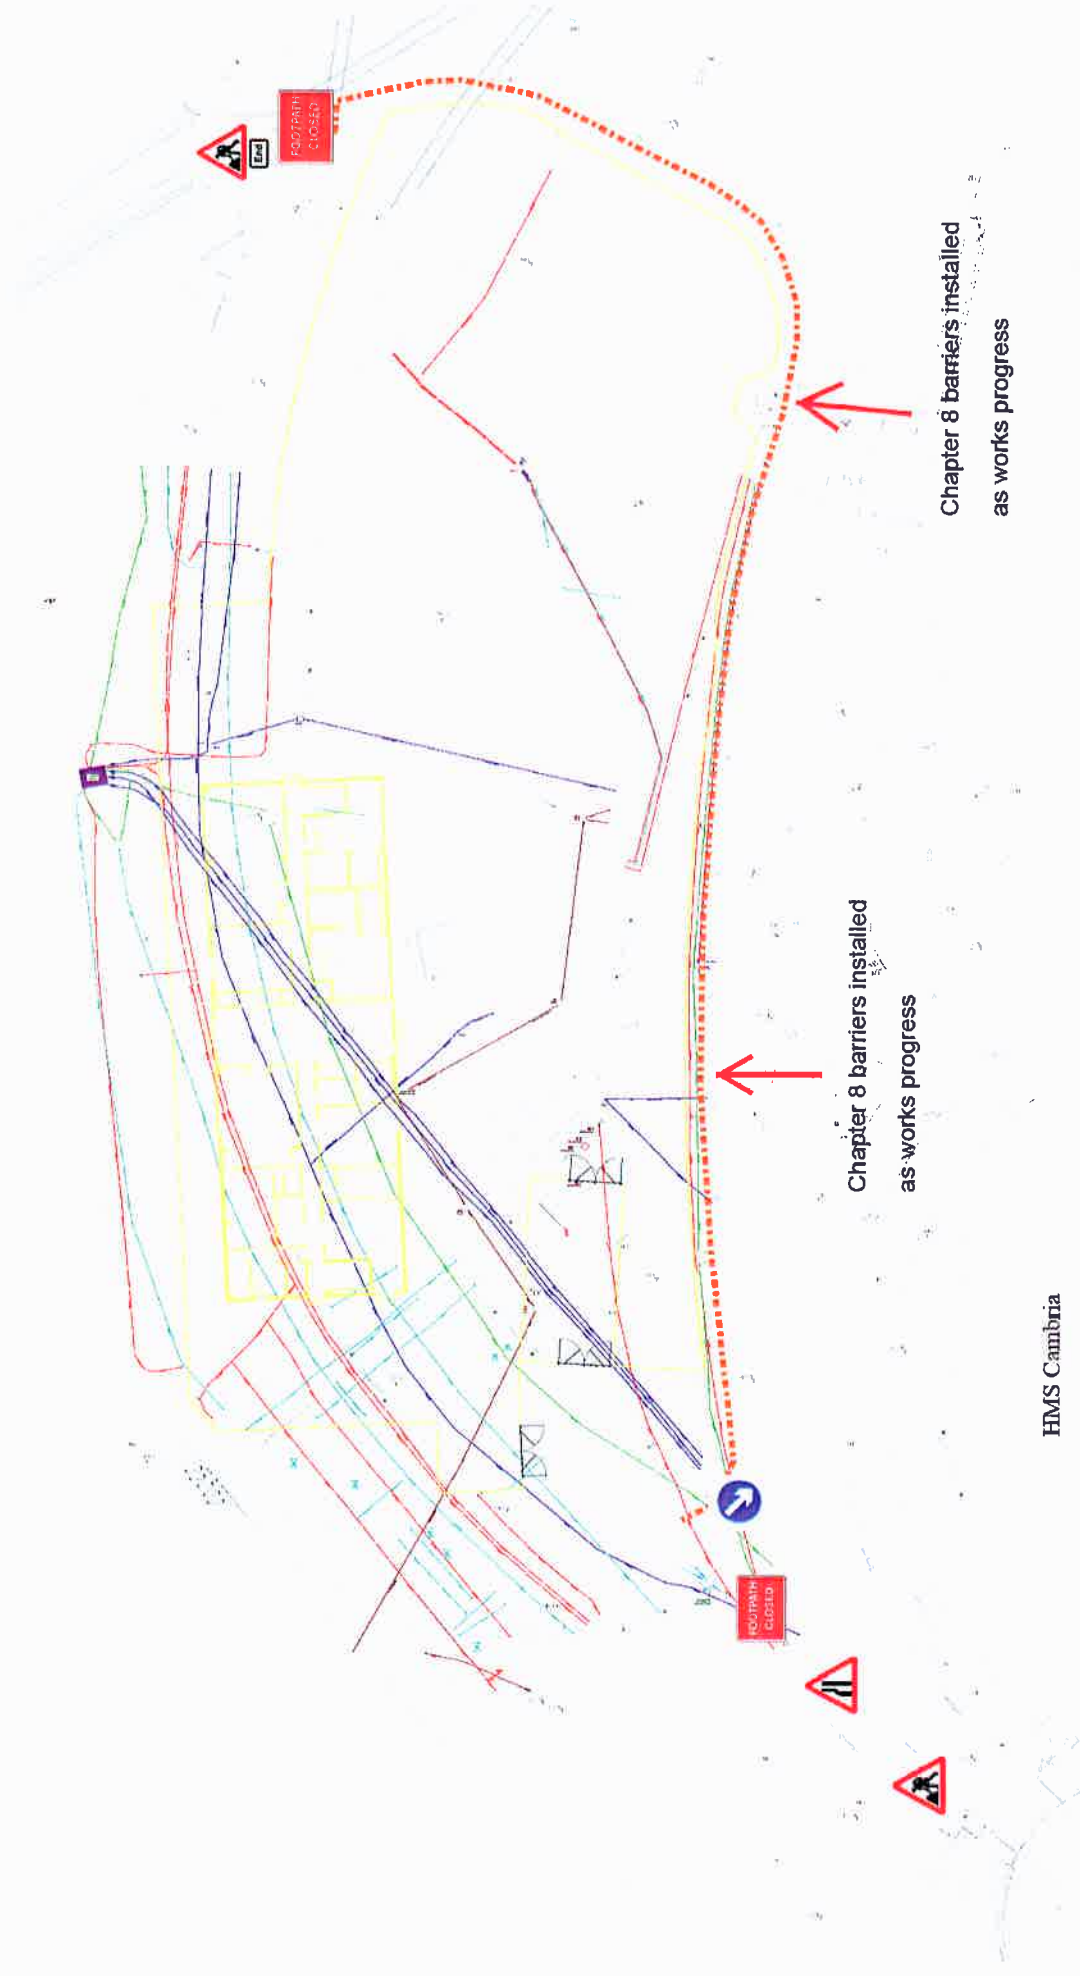 FOOTPATH
CLOSED
End
Chapter 8 barriers installed
as works progress
Chapter 8 barriers installed
as works progress
FOOTPATH
CLOSED
HMS Cambria